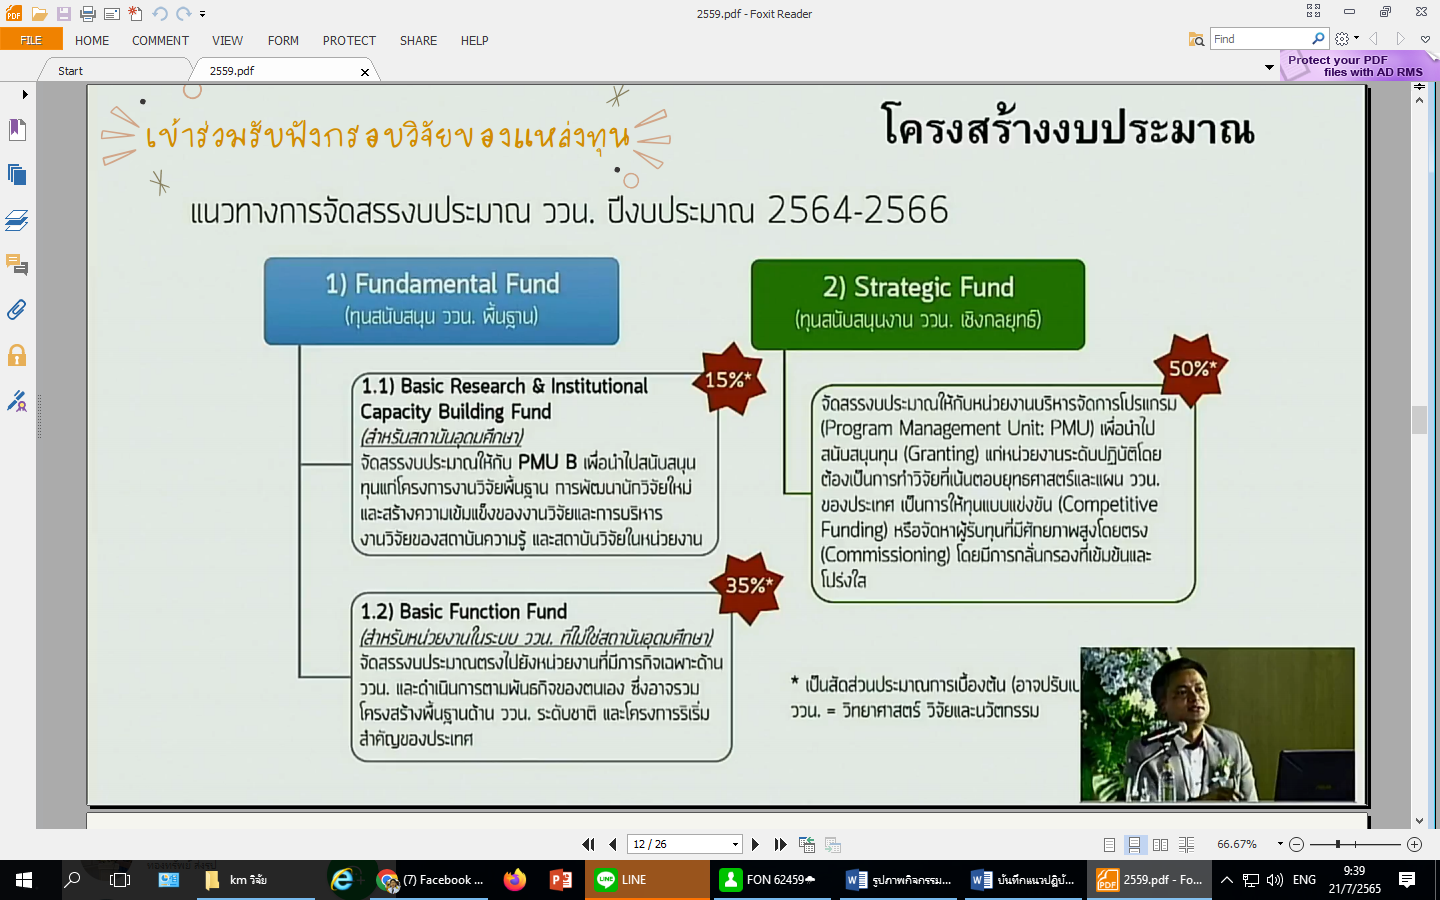 2559.pdf - Foxit Reader
FILE HOME COMMENT VIEW FORM PROTECT SHARE HELP
Find
Start
2559.pdf
Protect your PDF
files with AD RMS
เข้าร่วมรับฟังกรอบวิจัยของแหล่งทุน
โครงสร้างงบประมาณ
แนวทางการจัดสรรงบประมาณ ววน. ปีงบประมาณ 2564-2566
1) Fundamental Fund
(ทุนสนับสนุน ววน. พื้นฐาน)
15%*
1.1) Basic Research & Institutional
Capacity Building Fund
(สำหรับสถาบันอุดมศึกษา)
จัดสรรงบประมาณให้กับ PMU B เพื่อนำไปสนับสนุน
ทุนแก่โครงการงานวิจัยพื้นฐาน การพัฒนานักวิจัยใหม่
และสร้างความเข้มแข็งของงานวิจัยและการบริหาร
งานวิจัยของสถาบันความรู้ และสถาบันวิจัยในหน่วยงาน
35%*
1.2) Basic Function Fund
(สำหรับหน่วยงานในระบบ ววน. ที่ไม่ใช่สถาบันอุดมศึกษา)
จัดสรรงบประมาณตรงไปยังหน่วยงานที่มีภารกิจเฉพาะด้าน
ววน. และดำเนินการตามพันธกิจของตนเอง ซึ่งอาจรวม
โครงสร้างพื้นฐานด้าน ววน. ระดับชาติ และโครงการริเริ่ม
สำคัญของประเทศ
2) Strategic Fund
(ทุนสนับสนุนงาน ววน. เชิงกลยุทธ์)
50%*
จัดสรรงบประมาณให้กับหน่วยงานบริหารจัดการโปรแกรม
(Program Management Unit: PMU) เพื่อนำไป
สนับสนุนทุน (Granting) แก่หน่วยงานระดับปฏิบัติโดย
ต้องเป็นการทำวิจัยที่เน้นตอบยุทธศาสตร์และแผน ววน.
ของประเทศ เป็นการให้ทุนแบบแข่งขัน (Competitive
Funding) หรือจัดหาผู้รับทุนที่มีศักยภาพสูงโดยตรง
(Commissioning) โดยมีการกลั่นกรองที่เข้มข้นและ
โปร่งใส
* เป็นสัดส่วนประมาณการเบื้องต้น (อาจปรับเป
ววน. = วิทยาศาสตร์ วิจัยและนวัตกรรม
12 / 26
66.67%
km วิจัย
(7) Facebook ...
LINE
FON 62459
รูปภาพกิจกรรม...
บันทึกแนวปฏิบั...
2559.pdf - Fo...
ENG
9:39
21/7/2565